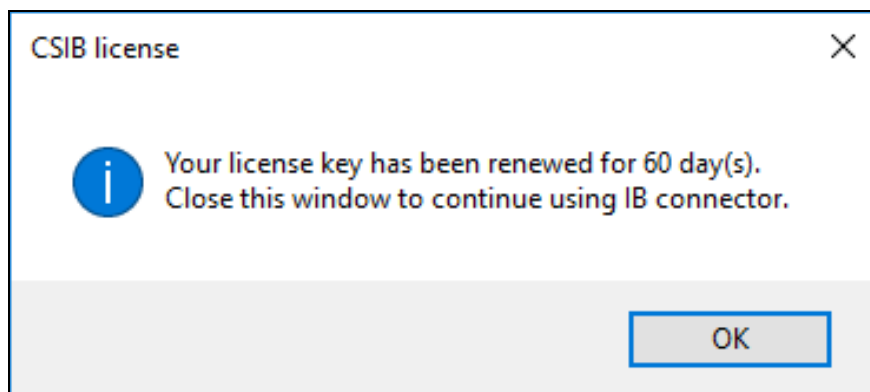 CSIB license
Your license key has been renewed for 60 day(s).
Close this window to continue using IB connector.
OK